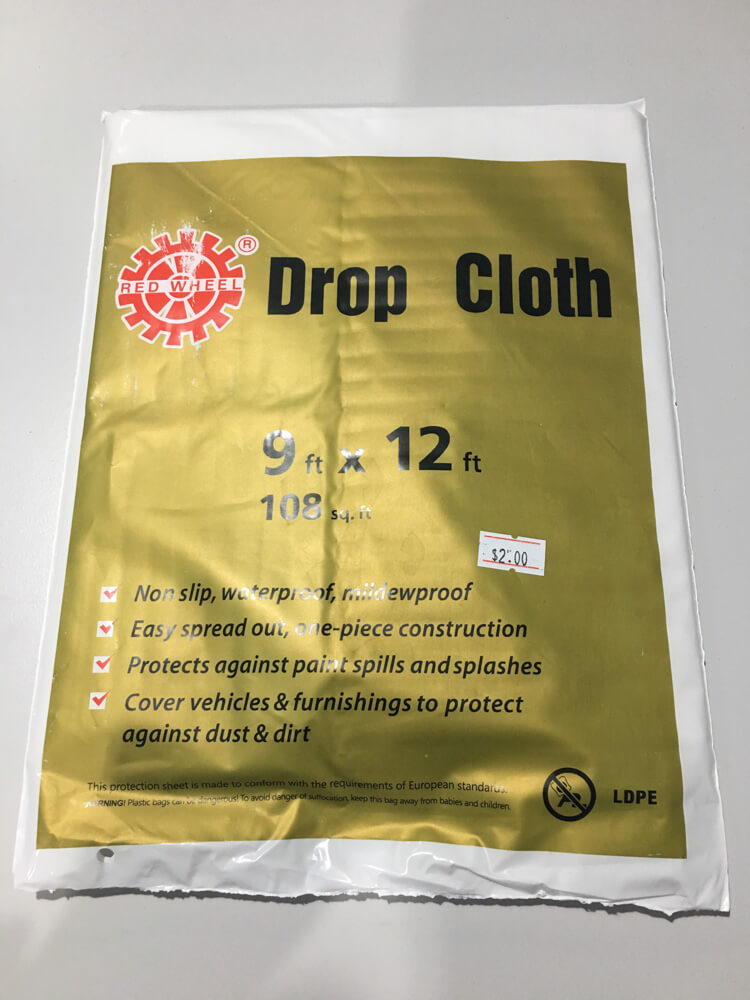 RED WHEEL ®
Drop Cloth
9 ft x 12 ft
108 sq. ft
$2.00
Non slip, waterproof, mildewproof
Easy spread out, one-piece construction
Protects against paint spills and splashes
Cover vehicles & furnishings to protect
against dust & dirt
This protection sheet is made to conform with the requirements of European standards.
WARNING! Plastic bags can be dangerous! To avoid danger of suffocation, keep this bag away from babies and children.
LDPE